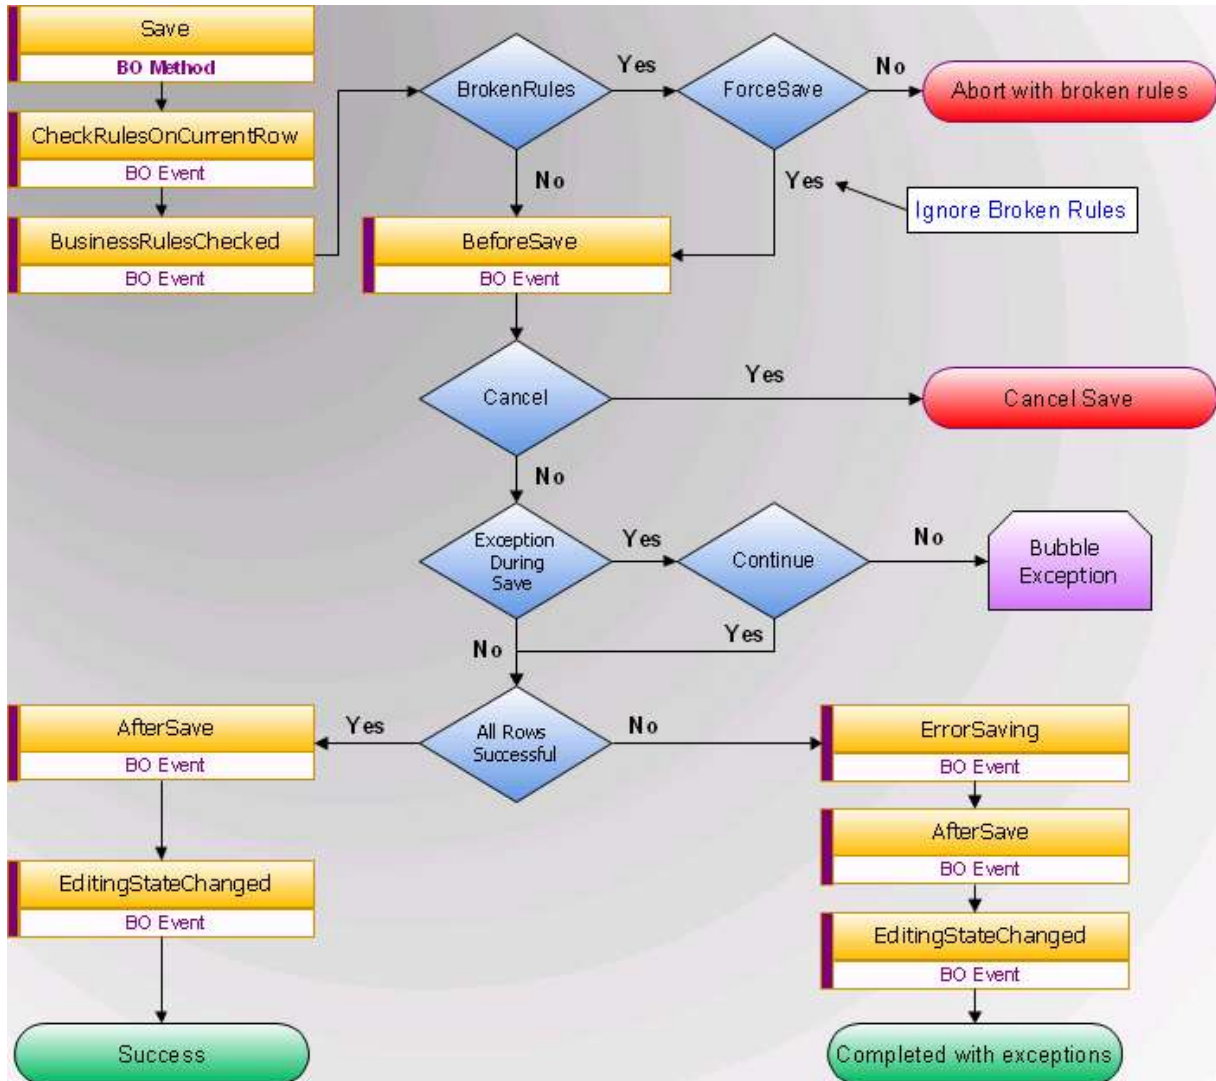 Save
BO Method
CheckRulesOnCurrentRow
BO Event
BusinessRulesChecked
BO Event
BrokenRules
Yes
ForceSave
No
Abort with broken rules
No
Yes
Ignore Broken Rules
BeforeSave
BO Event
Cancel
Yes
Cancel Save
No
Exception
During
Save
Yes
Continue
No
Bubble
Exception
Yes
No
All Rows
Successful
Yes
AfterSave
BO Event
EditingStateChanged
BO Event
Success
No
ErrorSaving
BO Event
AfterSave
BO Event
EditingStateChanged
BO Event
Completed with exceptions